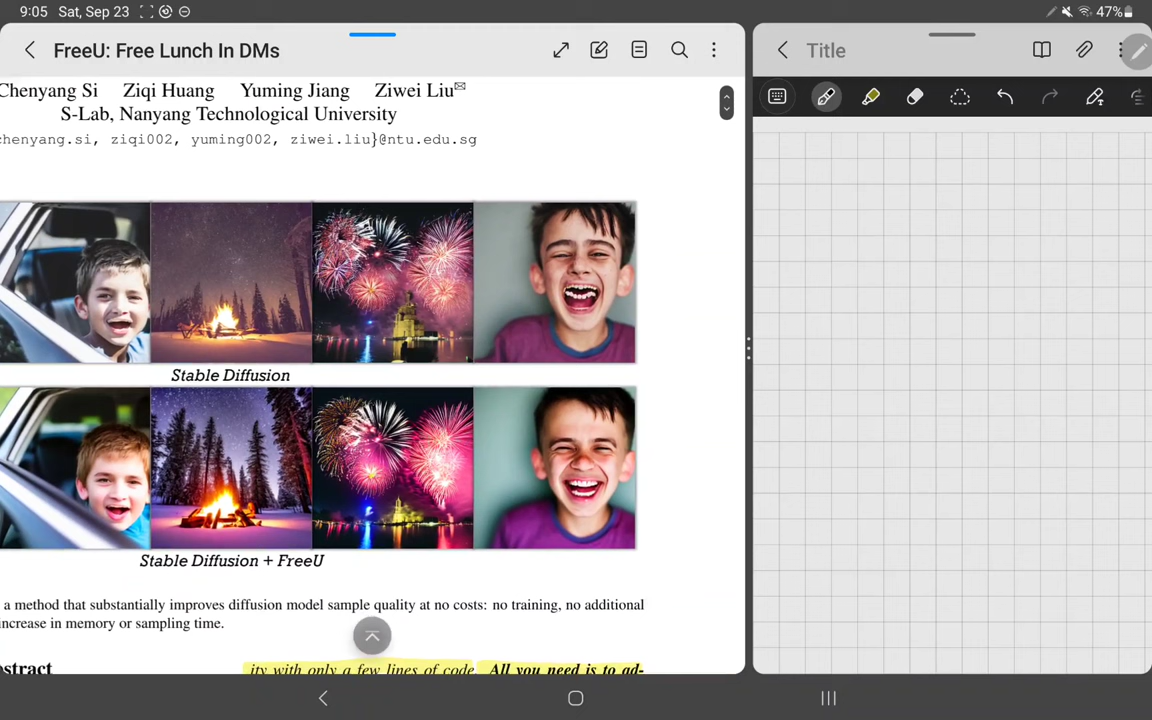 9:05 Sat, Sep 23
47%
FreeU: Free Lunch In DMs
Title
Chenyang Si Ziqi Huang Yuming Jiang Ziwei Liu✉
S-Lab, Nanyang Technological University
chenyang.si, ziqi002, yuming002, ziwei.liu}@ntu.edu.sg
Stable Diffusion
Stable Diffusion + FreeU
a method that substantially improves diffusion model sample quality at no costs: no training, no additional
increase in memory or sampling time.
stract
ity with only a few lines of code. All you need is to ad-